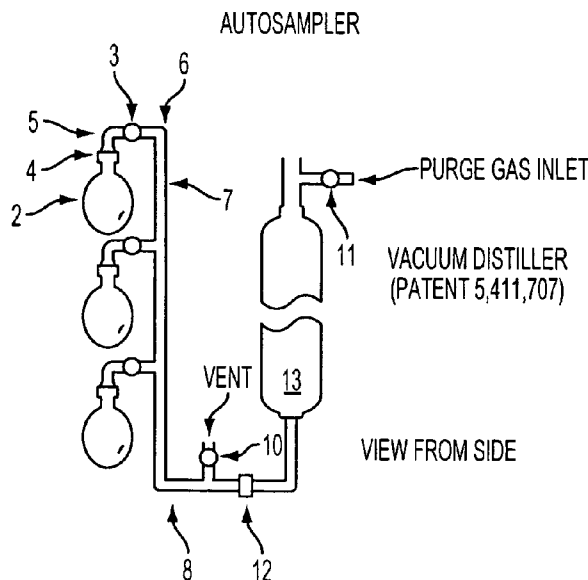 AUTOSAMPLER
3
6
5
4
2
7
PURGE GAS INLET
11
VACUUM DISTILLER
(PATENT 5,411,707)
VENT
13
10
VIEW FROM SIDE
8
12